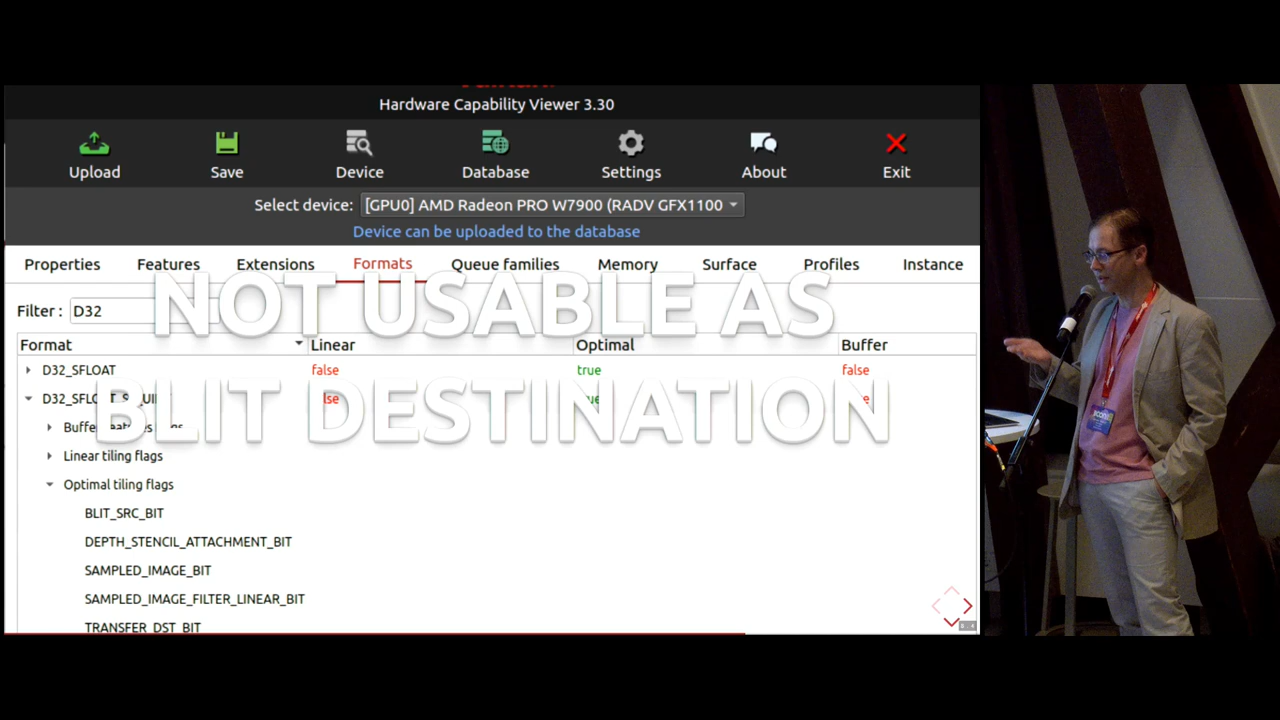 Hardware Capability Viewer 3.30
Upload Save Device Database Settings About Exit
Select device: [GPU0] AMD Radeon PRO W7900 (RADV GFX1100
Device can be uploaded to the database
Properties Features Extensions Formats Queue families Memory Surface Profiles Instance
NOT USABLE AS
Filter : D32
Format Linear Optimal Buffer
D32_SFLOAT false true false
BLIT DESTINATION
Linear tiling flags
Optimal tiling flags
BLIT_SRC_BIT
DEPTH_STENCIL_ATTACHMENT_BIT
SAMPLED_IMAGE_BIT
SAMPLED_IMAGE_FILTER_LINEAR_BIT
TRANSFER_DST_BIT